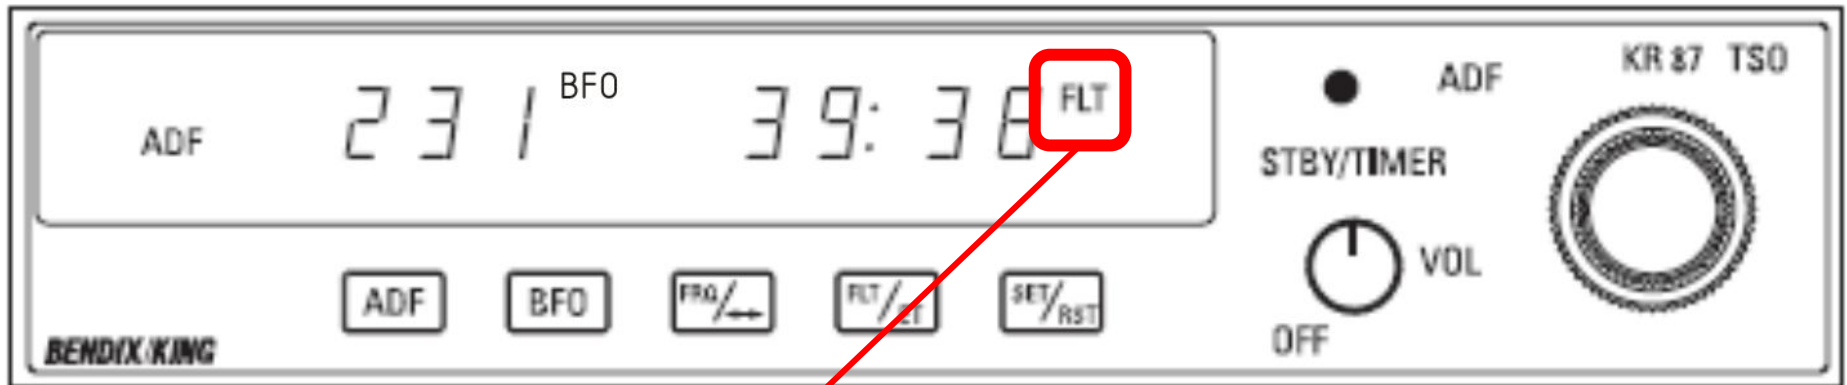 KR 87 TSO
ADF
BFO
FLT
ADF 231 39:38
STBY/TIMER
VOL
ADF BFO FRQ/↔ FLT/ET SET/RST
OFF
BENDIX/KING